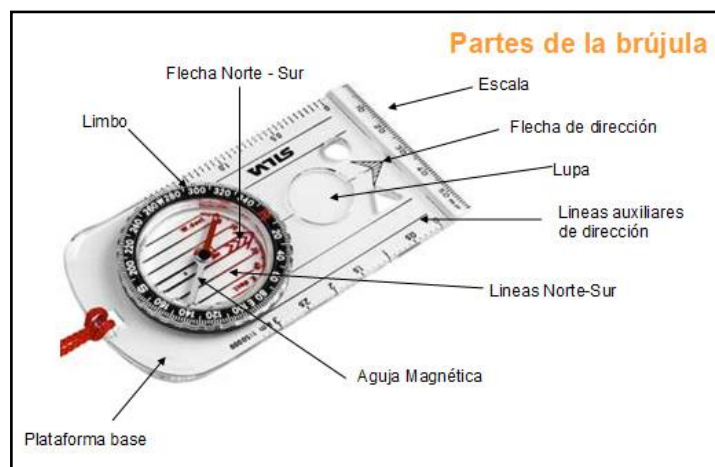 Partes de la brújula
Flecha Norte - Sur
Escala
Limbo
Flecha de dirección
Lupa
Lineas auxiliares
de dirección
Lineas Norte-Sur
Aguja Magnética
Plataforma base
SILVA